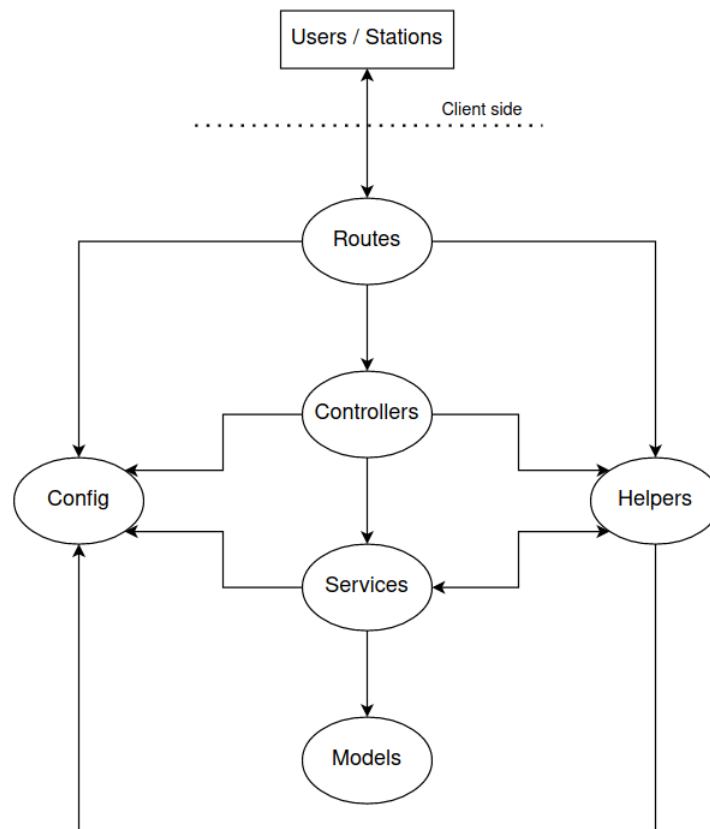 Users / Stations
Client side
Routes
Controllers
Config
Helpers
Services
Models